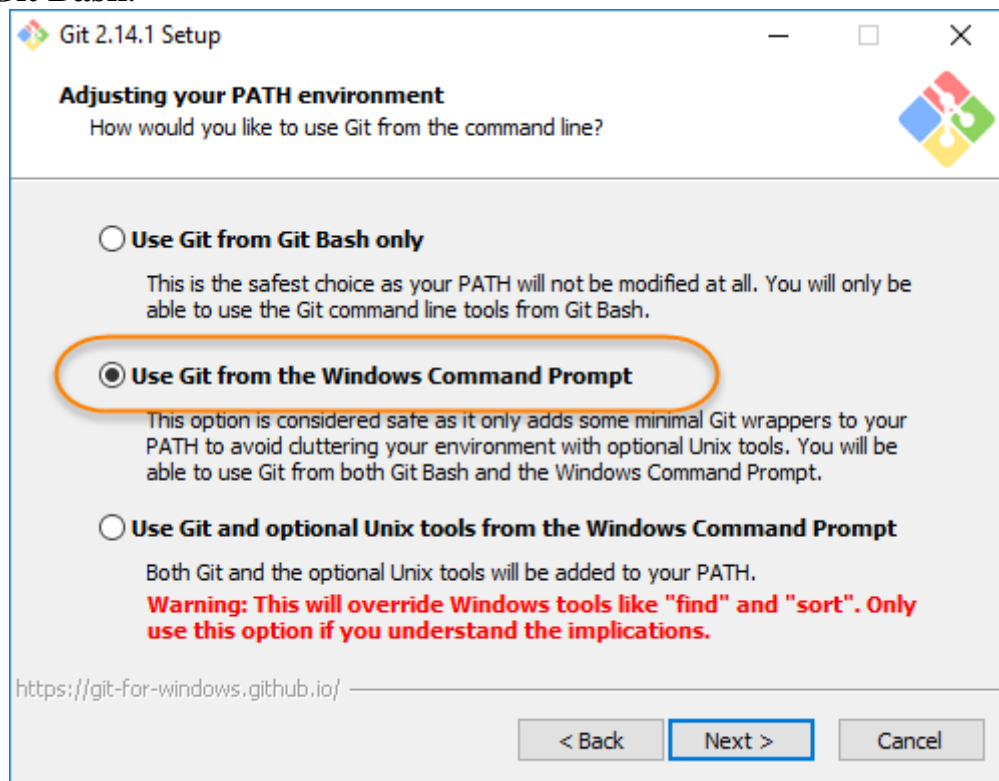 Git 2.14.1 Setup
Adjusting your PATH environment
How would you like to use Git from the command line?
Use Git from Git Bash only
This is the safest choice as your PATH will not be modified at all. You will only be
able to use the Git command line tools from Git Bash.
Use Git from the Windows Command Prompt
This option is considered safe as it only adds some minimal Git wrappers to your
PATH to avoid cluttering your environment with optional Unix tools. You will be
able to use Git from both Git Bash and the Windows Command Prompt.
Use Git and optional Unix tools from the Windows Command Prompt
Both Git and the optional Unix tools will be added to your PATH.
Warning: This will override Windows tools like "find" and "sort". Only
use this option if you understand the implications.
https://git-for-windows.github.io/
< Back Next > Cancel